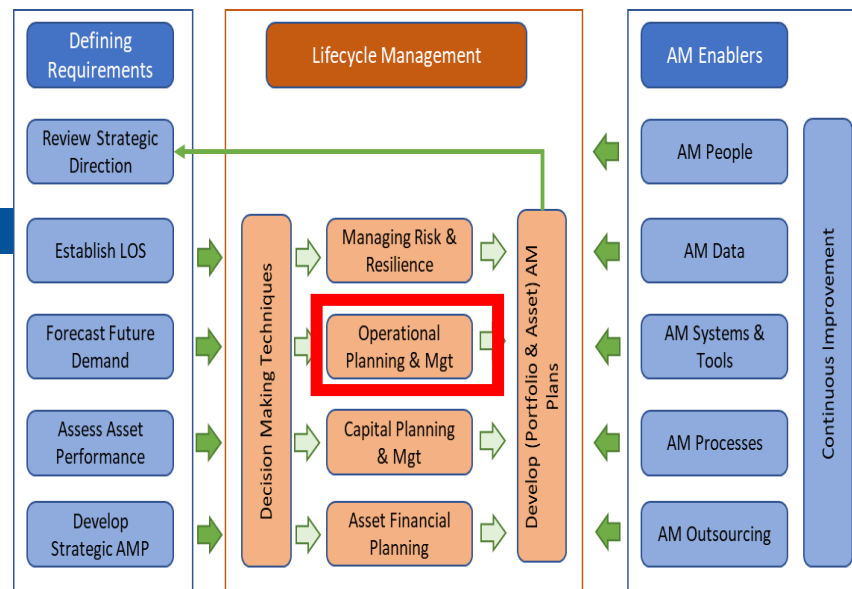 Defining
Requirements
Lifecycle Management
AM Enablers
Review Strategic
Direction
Establish LOS
Forecast Future
Demand
Assess Asset
Performance
Develop
Strategic AMP
Decision Making Techniques
Managing Risk &
Resilience
Operational
Planning & Mgt
Capital Planning
& Mgt
Asset Financial
Planning
Develop (Portfolio & Asset) AM
Plans
AM People
AM Data
AM Systems &
Tools
AM Processes
AM Outsourcing
Continuous Improvement